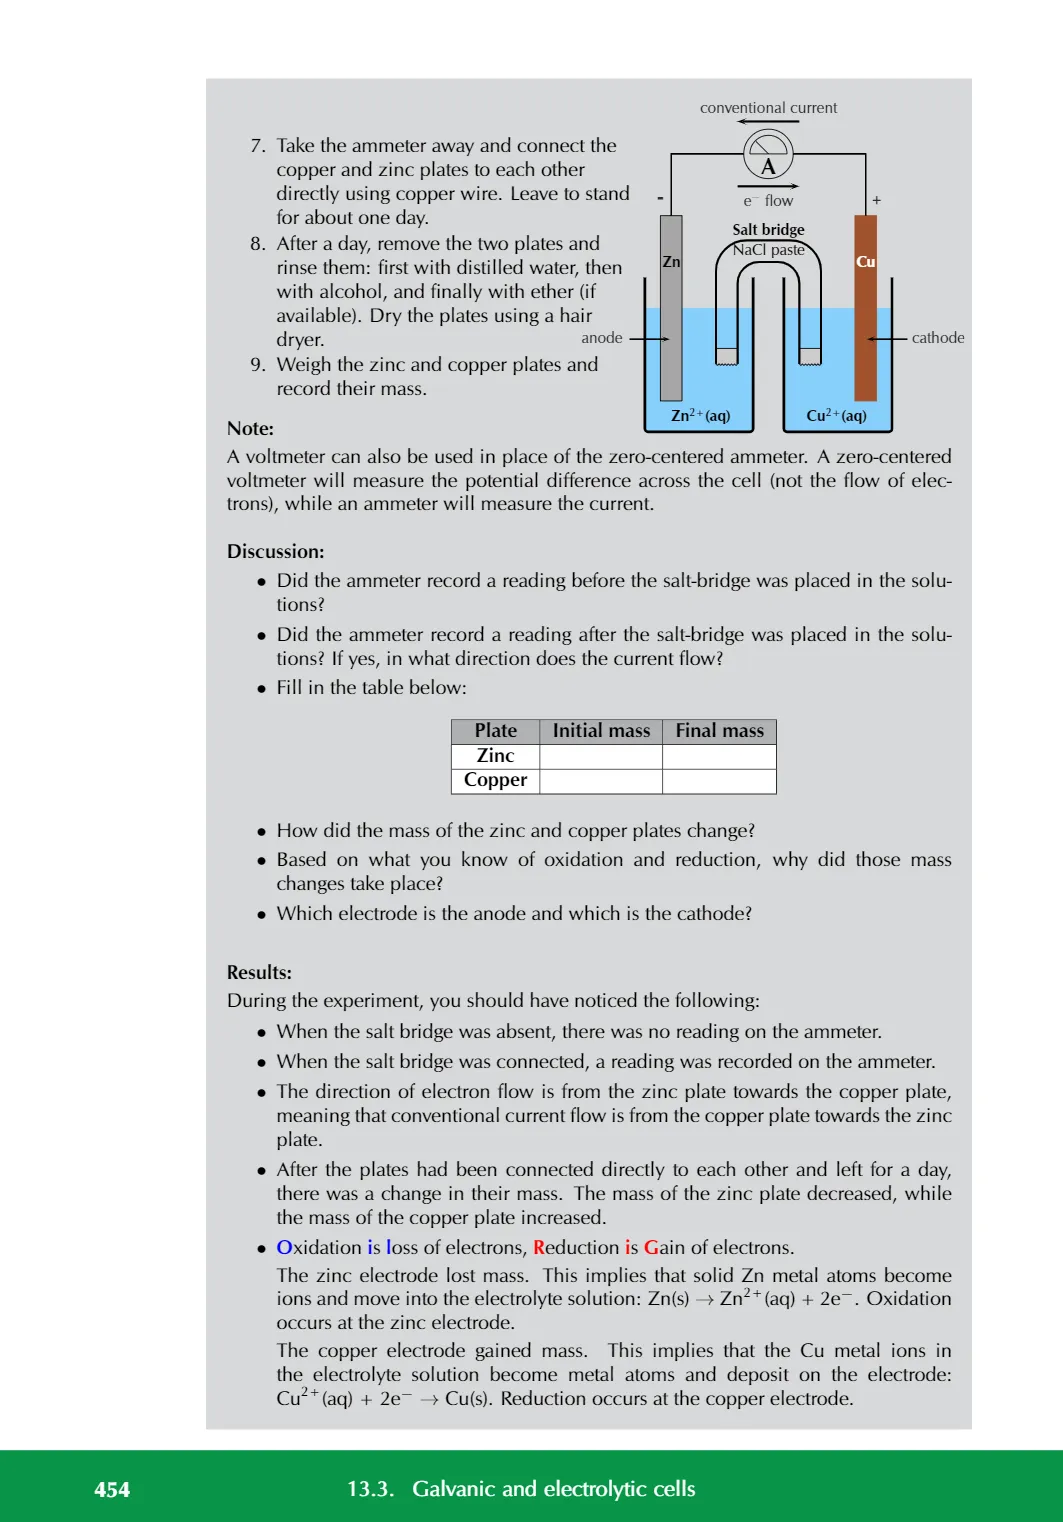 7. Take the ammeter away and connect the
copper and zinc plates to each other
directly using copper wire. Leave to stand
for about one day.
8. After a day, remove the two plates and
rinse them: first with distilled water, then
with alcohol, and finally with ether (if
available). Dry the plates using a hair
dryer.
9. Weigh the zinc and copper plates and
record their mass.
conventional current
A
-
e⁻ flow
+
Salt bridge
NaCl paste
Zn
Cu
anode
cathode
Zn²⁺(aq)
Cu²⁺(aq)
Note:
A voltmeter can also be used in place of the zero-centered ammeter. A zero-centered
voltmeter will measure the potential difference across the cell (not the flow of elec-
trons), while an ammeter will measure the current.
Discussion:
• Did the ammeter record a reading before the salt-bridge was placed in the solu-
tions?
• Did the ammeter record a reading after the salt-bridge was placed in the solu-
tions? If yes, in what direction does the current flow?
• Fill in the table below:
Plate Initial mass Final mass
Zinc
Copper
• How did the mass of the zinc and copper plates change?
• Based on what you know of oxidation and reduction, why did those mass
changes take place?
• Which electrode is the anode and which is the cathode?
Results:
During the experiment, you should have noticed the following:
• When the salt bridge was absent, there was no reading on the ammeter.
• When the salt bridge was connected, a reading was recorded on the ammeter.
• The direction of electron flow is from the zinc plate towards the copper plate,
meaning that conventional current flow is from the copper plate towards the zinc
plate.
• After the plates had been connected directly to each other and left for a day,
there was a change in their mass. The mass of the zinc plate decreased, while
the mass of the copper plate increased.
• Oxidation is loss of electrons, Reduction is Gain of electrons.
The zinc electrode lost mass. This implies that solid Zn metal atoms become
ions and move into the electrolyte solution: Zn(s) → Zn²⁺(aq) + 2e⁻. Oxidation
occurs at the zinc electrode.
The copper electrode gained mass. This implies that the Cu metal ions in
the electrolyte solution become metal atoms and deposit on the electrode:
Cu²⁺(aq) + 2e⁻ → Cu(s). Reduction occurs at the copper electrode.
454 13.3. Galvanic and electrolytic cells